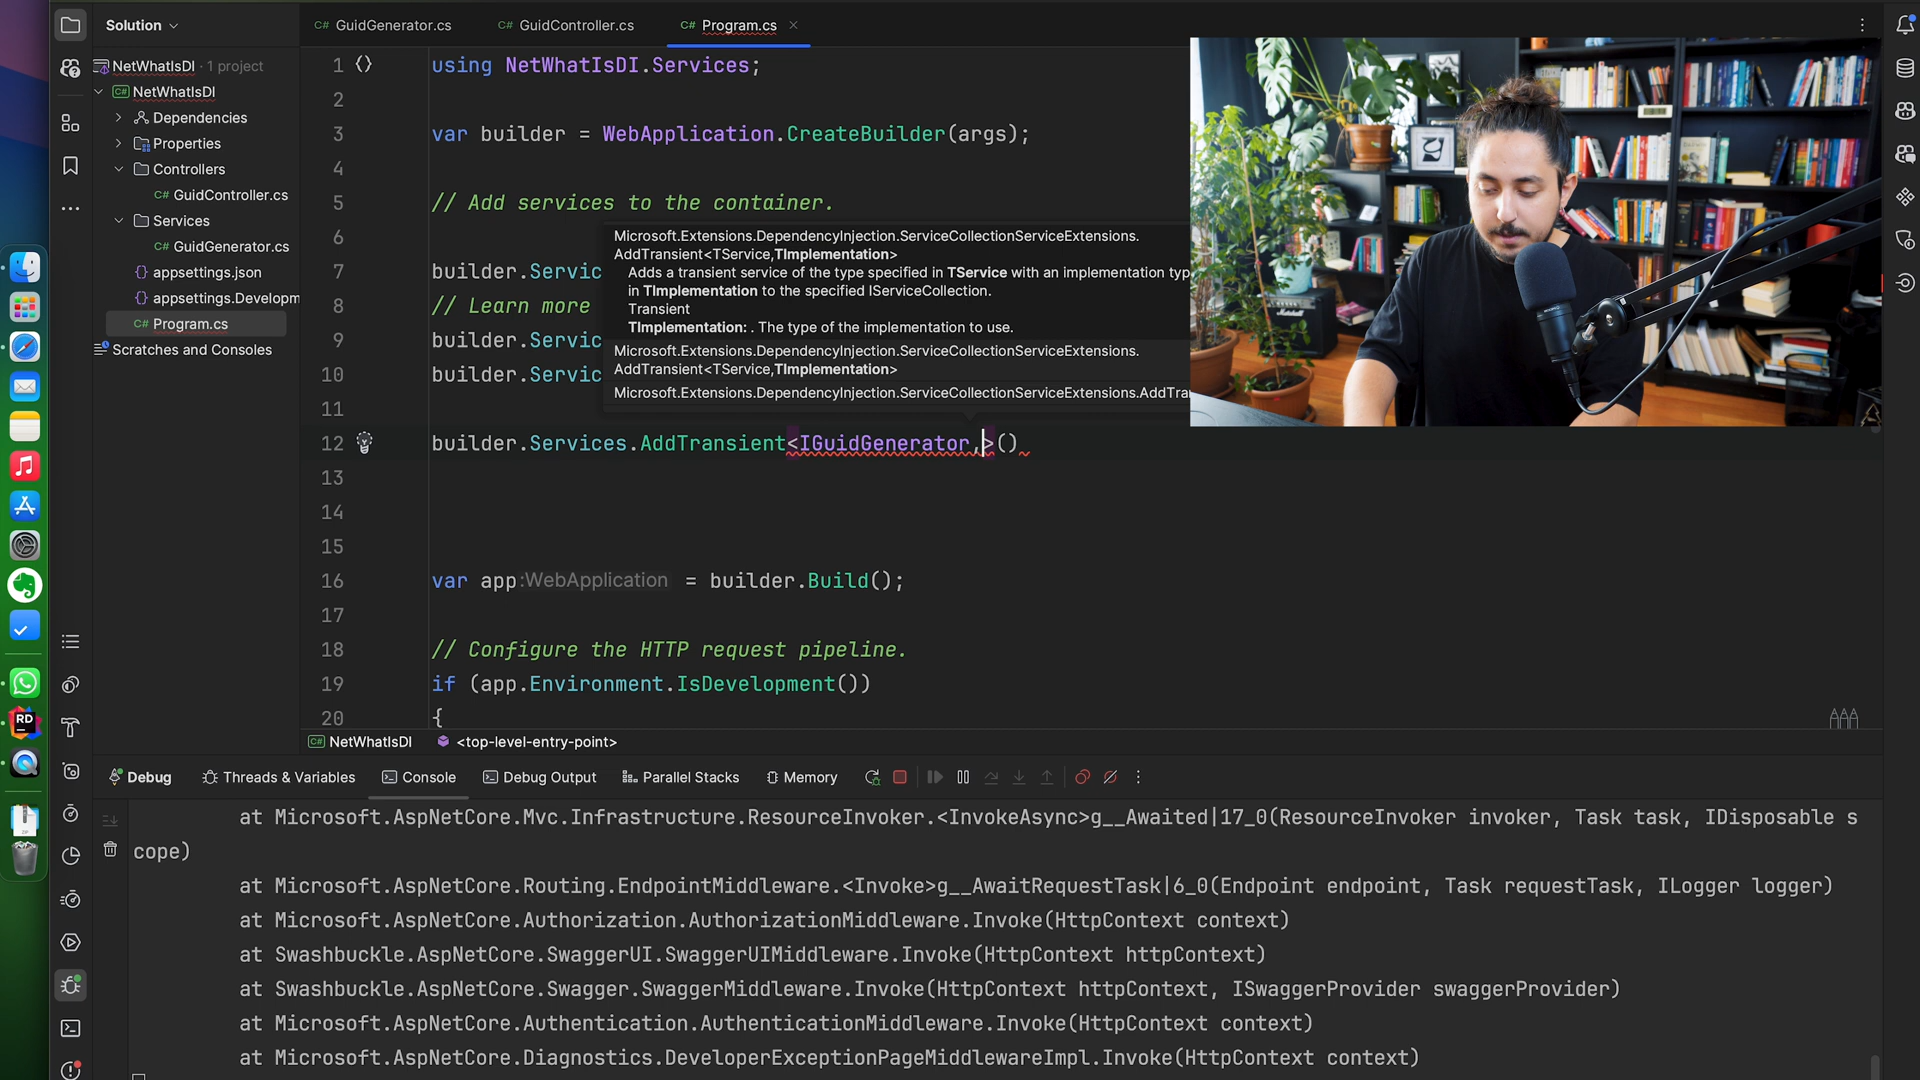 Solution
C# GuidGenerator.cs
C# GuidController.cs
C# Program.cs
NetWhatIsDI · 1 project
C# NetWhatIsDI
Dependencies
Properties
Controllers
C# GuidController.cs
Services
C# GuidGenerator.cs
{} appsettings.json
{} appsettings.Developm
C# Program.cs
Scratches and Consoles
1 using NetWhatIsDI.Services;
2
3 var builder = WebApplication.CreateBuilder(args);
4
5 // Add services to the container.
6
7 builder.Servic
8 // Learn more
9 builder.Servic
10 builder.Servic
11
12 builder.Services.AddTransient<IGuidGenerator,>()
13
14
15
16 var app :WebApplication = builder.Build();
17
18 // Configure the HTTP request pipeline.
19 if (app.Environment.IsDevelopment())
20 {
Microsoft.Extensions.DependencyInjection.ServiceCollectionServiceExtensions.
AddTransient<TService,TImplementation>
Adds a transient service of the type specified in TService with an implementation typ
in TImplementation to the specified IServiceCollection.
Transient
TImplementation: . The type of the implementation to use.
Microsoft.Extensions.DependencyInjection.ServiceCollectionServiceExtensions.
AddTransient<TService,TImplementation>
Microsoft.Extensions.DependencyInjection.ServiceCollectionServiceExtensions.AddTra
Marshall
RD
C# NetWhatIsDI
<top-level-entry-point>
Debug
Threads & Variables
Console
Debug Output
Parallel Stacks
Memory
at Microsoft.AspNetCore.Mvc.Infrastructure.ResourceInvoker.<InvokeAsync>g__Awaited|17_0(ResourceInvoker invoker, Task task, IDisposable s
cope)
at Microsoft.AspNetCore.Routing.EndpointMiddleware.<Invoke>g__AwaitRequestTask|6_0(Endpoint endpoint, Task requestTask, ILogger logger)
at Microsoft.AspNetCore.Authorization.AuthorizationMiddleware.Invoke(HttpContext context)
at Swashbuckle.AspNetCore.SwaggerUI.SwaggerUIMiddleware.Invoke(HttpContext httpContext)
at Swashbuckle.AspNetCore.Swagger.SwaggerMiddleware.Invoke(HttpContext httpContext, ISwaggerProvider swaggerProvider)
at Microsoft.AspNetCore.Authentication.AuthenticationMiddleware.Invoke(HttpContext context)
at Microsoft.AspNetCore.Diagnostics.DeveloperExceptionPageMiddlewareImpl.Invoke(HttpContext context)